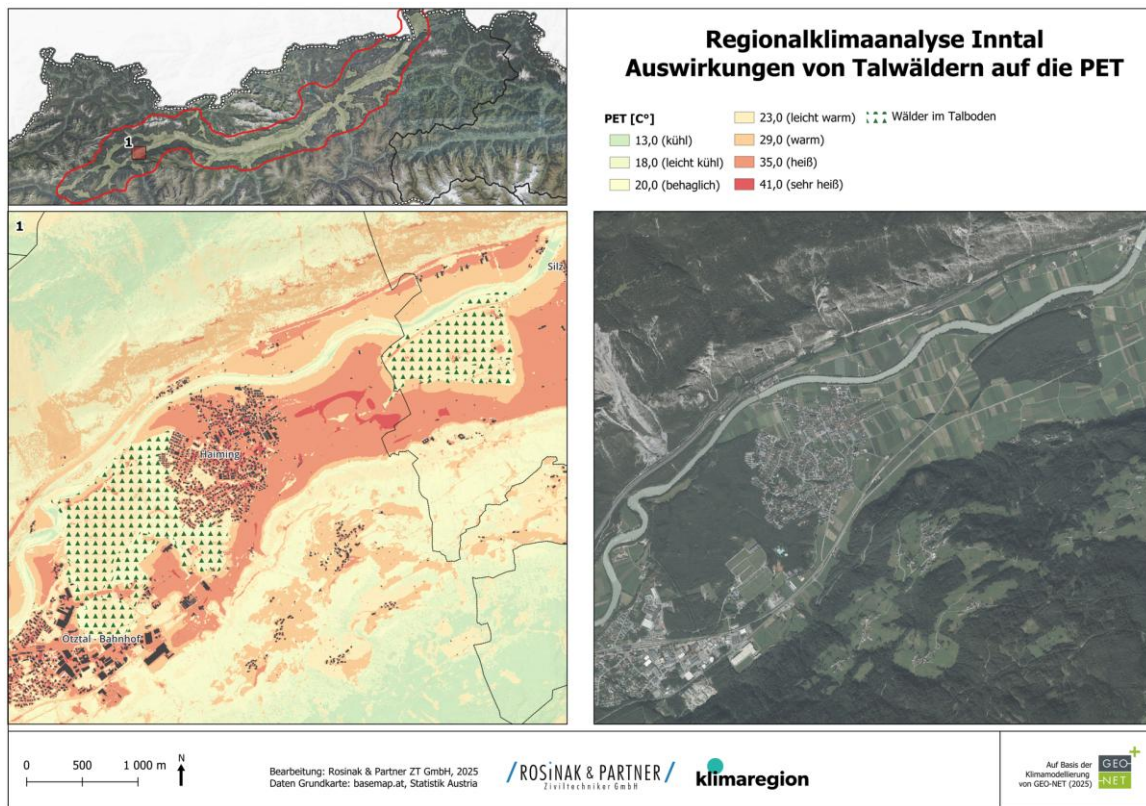 Regionalklimaanalyse Inntal
Auswirkungen von Talwäldern auf die PET
PET [C°]
13,0 (kühl)
18,0 (leicht kühl)
20,0 (behaglich)
23,0 (leicht warm)
29,0 (warm)
35,0 (heiß)
41,0 (sehr heiß)
Wälder im Talboden
1
1
Silz
Haiming
Ötztal - Bahnhof
0 500 1 000 m
N
Bearbeitung: Rosinak & Partner ZT GmbH, 2025
Daten Grundkarte: basemap.at, Statistik Austria
ROSINAK & PARTNER
Ziviltechniker GmbH
klimaregion
Auf Basis der
Klimamodellierung
von GEO-NET (2025)
GEO-
NET